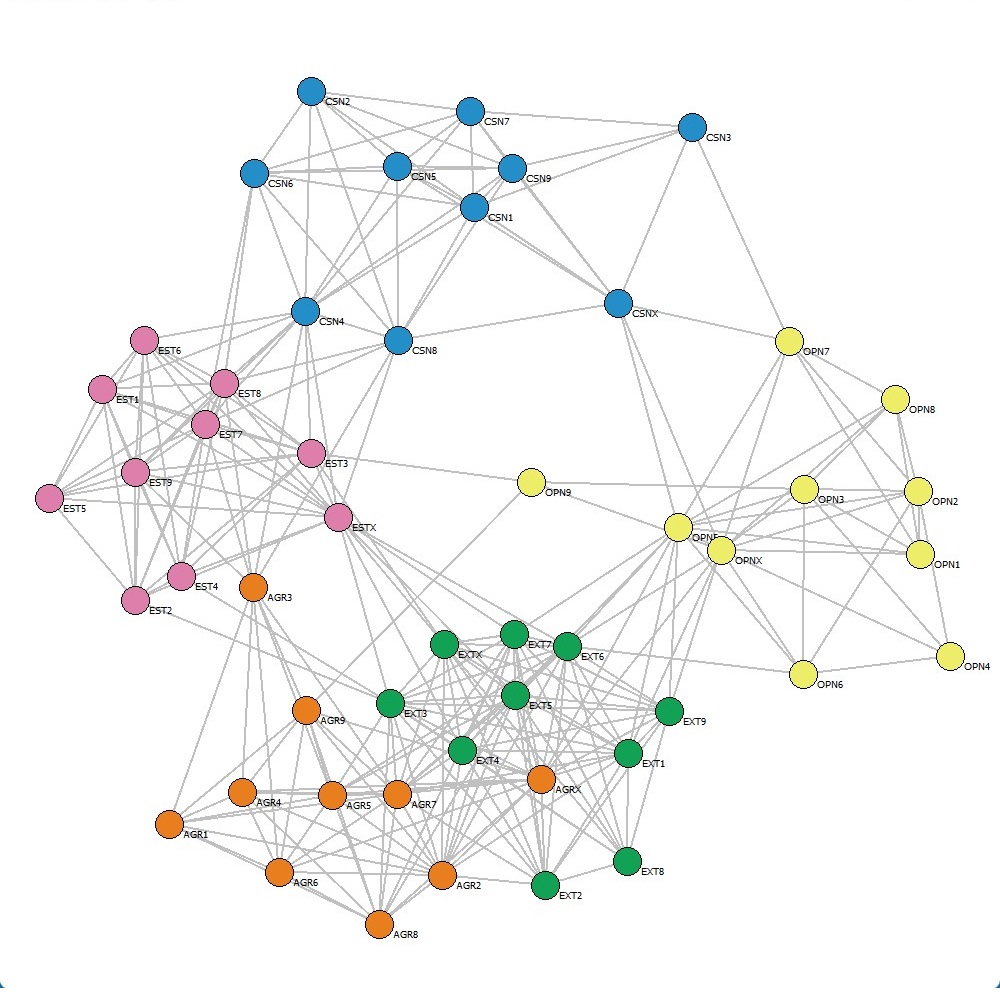 CSN2
CSN7
CSN3
CSN5
CSN9
CSN6
CSN1
CSNX
CSN4
CSN8
OPN7
EST6
EST8
EST1
OPN8
EST7
EST3
EST9
OPN9
OPN3
OPN2
EST5
ESTX
OPN5
OPNX
OPN1
EST4
AGR3
EST2
EXT7
EXTX
EXT6
OPN4
OPN6
EXT5
EXT3
AGR9
EXT9
EXT4
EXT1
AGRX
AGR4
AGR5
AGR7
AGR1
EXT8
AGR6
AGR2
EXT2
AGR8